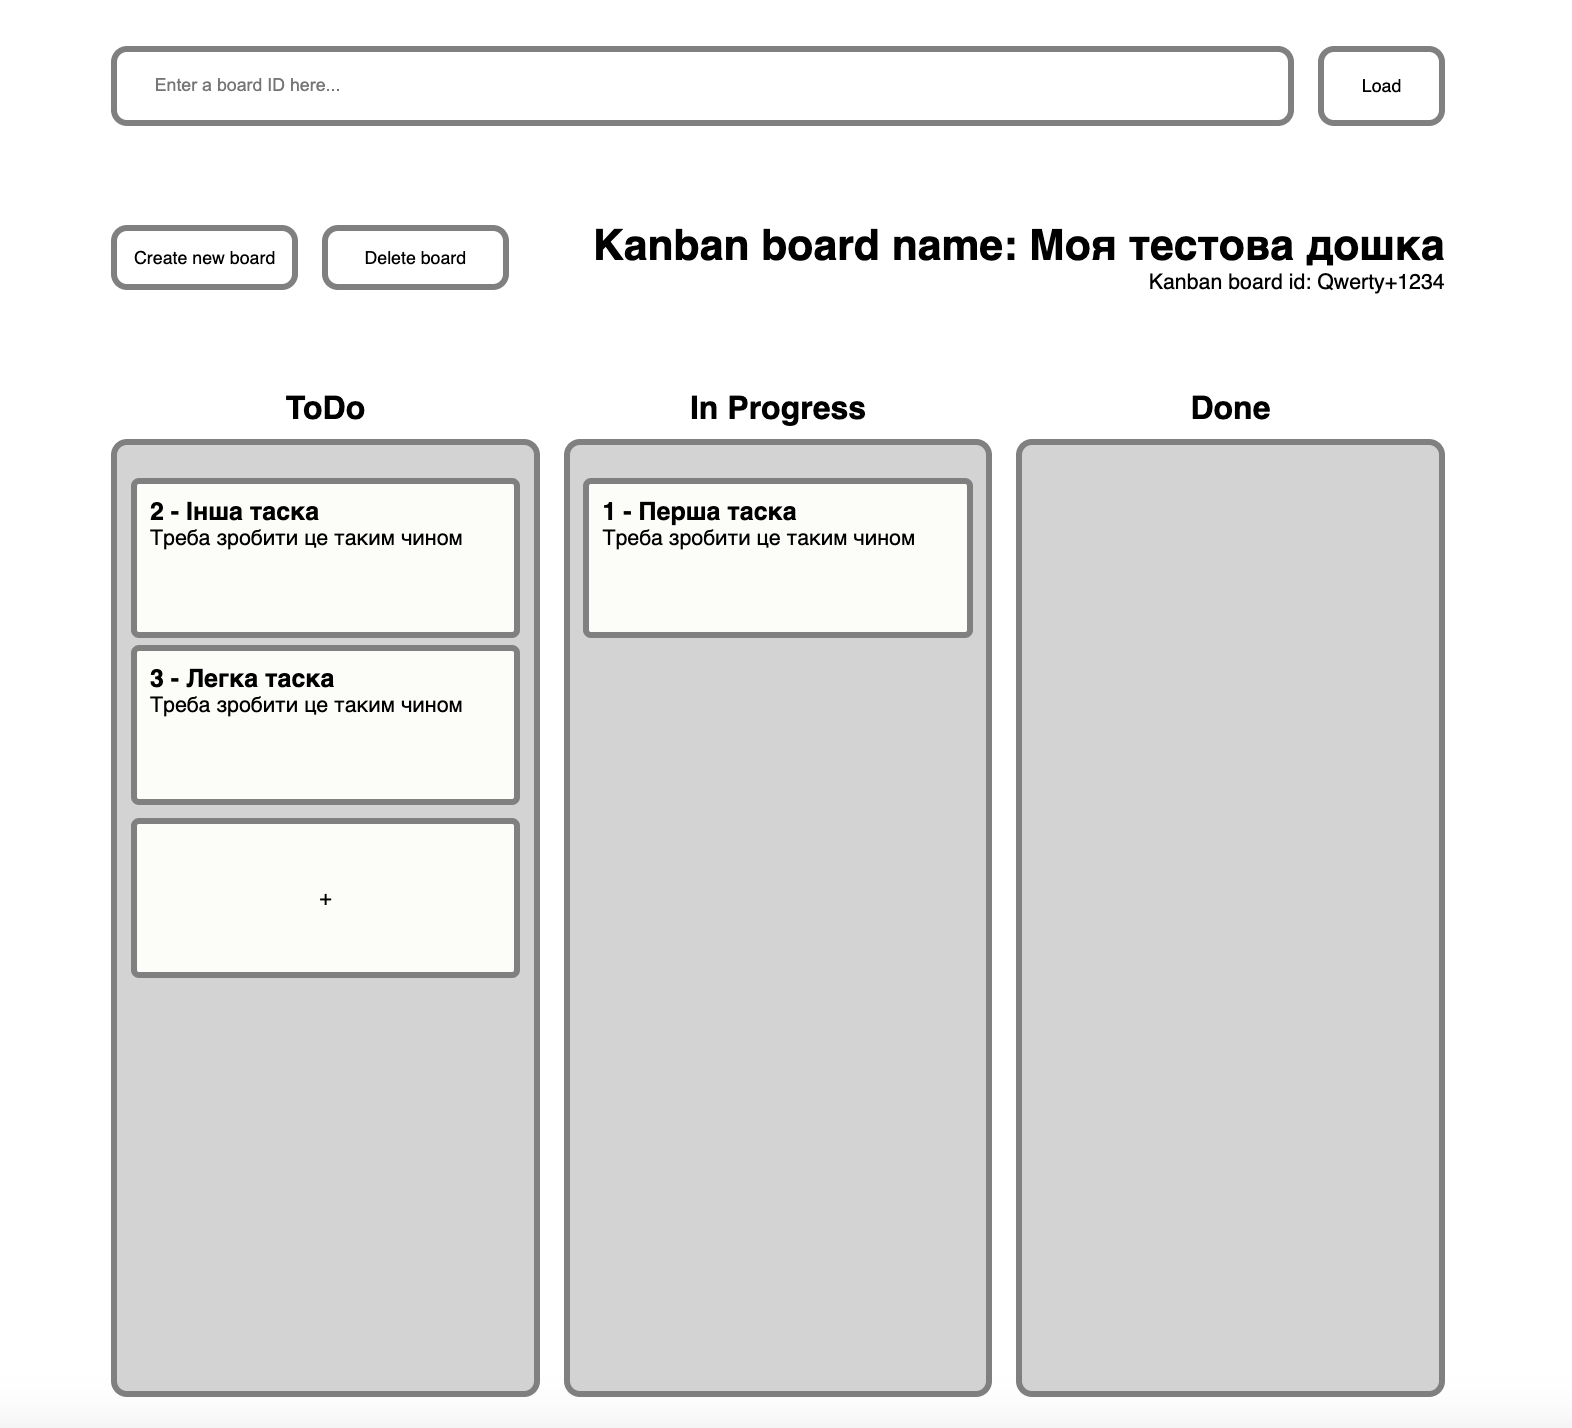 Enter a board ID here...
Load
Create new board
Delete board
Kanban board name: Моя тестова дошка
Kanban board id: Qwerty+1234
ToDo
In Progress
Done
2 - Інша таска
Треба зробити це таким чином
3 - Легка таска
Треба зробити це таким чином
+
1 - Перша таска
Треба зробити це таким чином